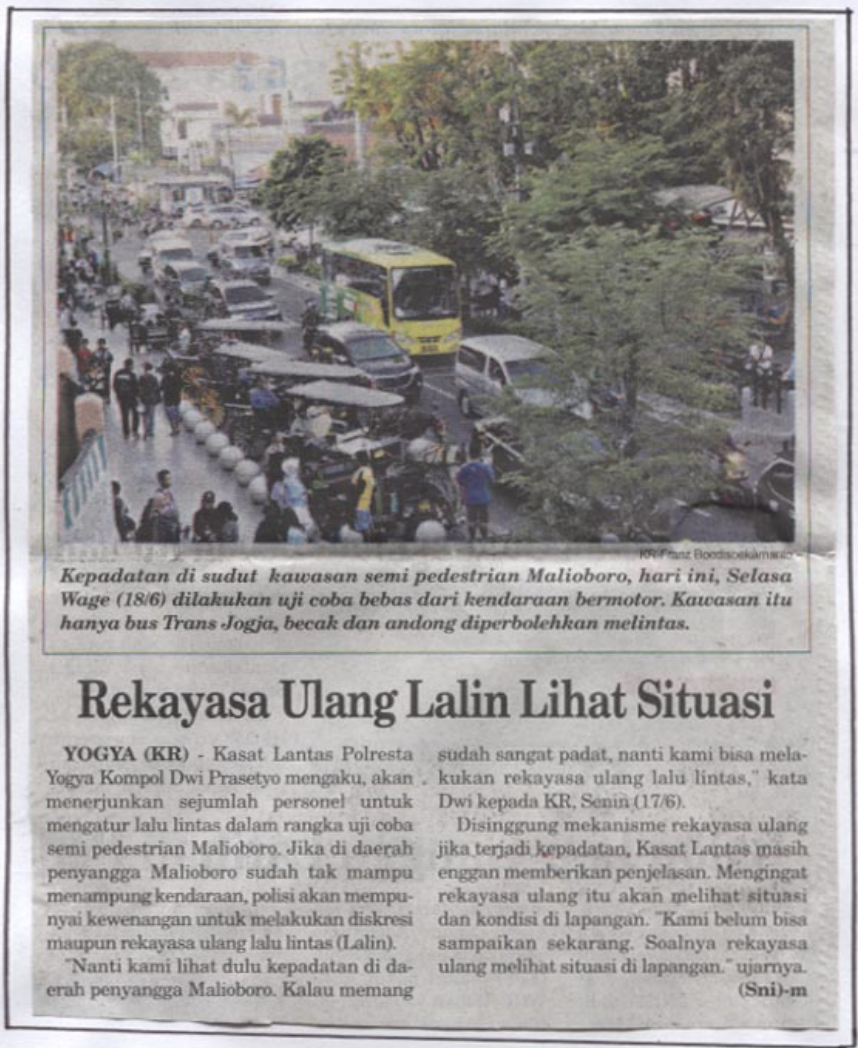 KR-Franz Boedisoekamanto
Kepadatan di sudut kawasan semi pedestrian Malioboro, hari ini, Selasa
Wage (18/6) dilakukan uji coba bebas dari kendaraan bermotor. Kawasan itu
hanya bus Trans Jogja, becak dan andong diperbolehkan melintas.
Rekayasa Ulang Lalin Lihat Situasi
YOGYA (KR) - Kasat Lantas Polresta
Yogya Kompol Dwi Prasetyo mengaku, akan
menerjunkan sejumlah personel untuk
mengatur lalu lintas dalam rangka uji coba
semi pedestrian Malioboro. Jika di daerah
penyangga Malioboro sudah tak mampu
menampung kendaraan, polisi akan mempu-
nyai kewenangan untuk melakukan diskresi
maupun rekayasa ulang lalu lintas (Lalin).
"Nanti kami lihat dulu kepadatan di da-
erah penyangga Malioboro. Kalau memang
sudah sangat padat, nanti kami bisa mela-
kukan rekayasa ulang lalu lintas," kata
Dwi kepada KR, Senin (17/6).
Disinggung mekanisme rekayasa ulang
jika terjadi kepadatan, Kasat Lantas masih
enggan memberikan penjelasan. Mengingat
rekayasa ulang itu akan melihat situasi
dan kondisi di lapangan. "Kami belum bisa
sampaikan sekarang. Soalnya rekayasa
ulang melihat situasi di lapangan." ujarnya.
(Sni)-m